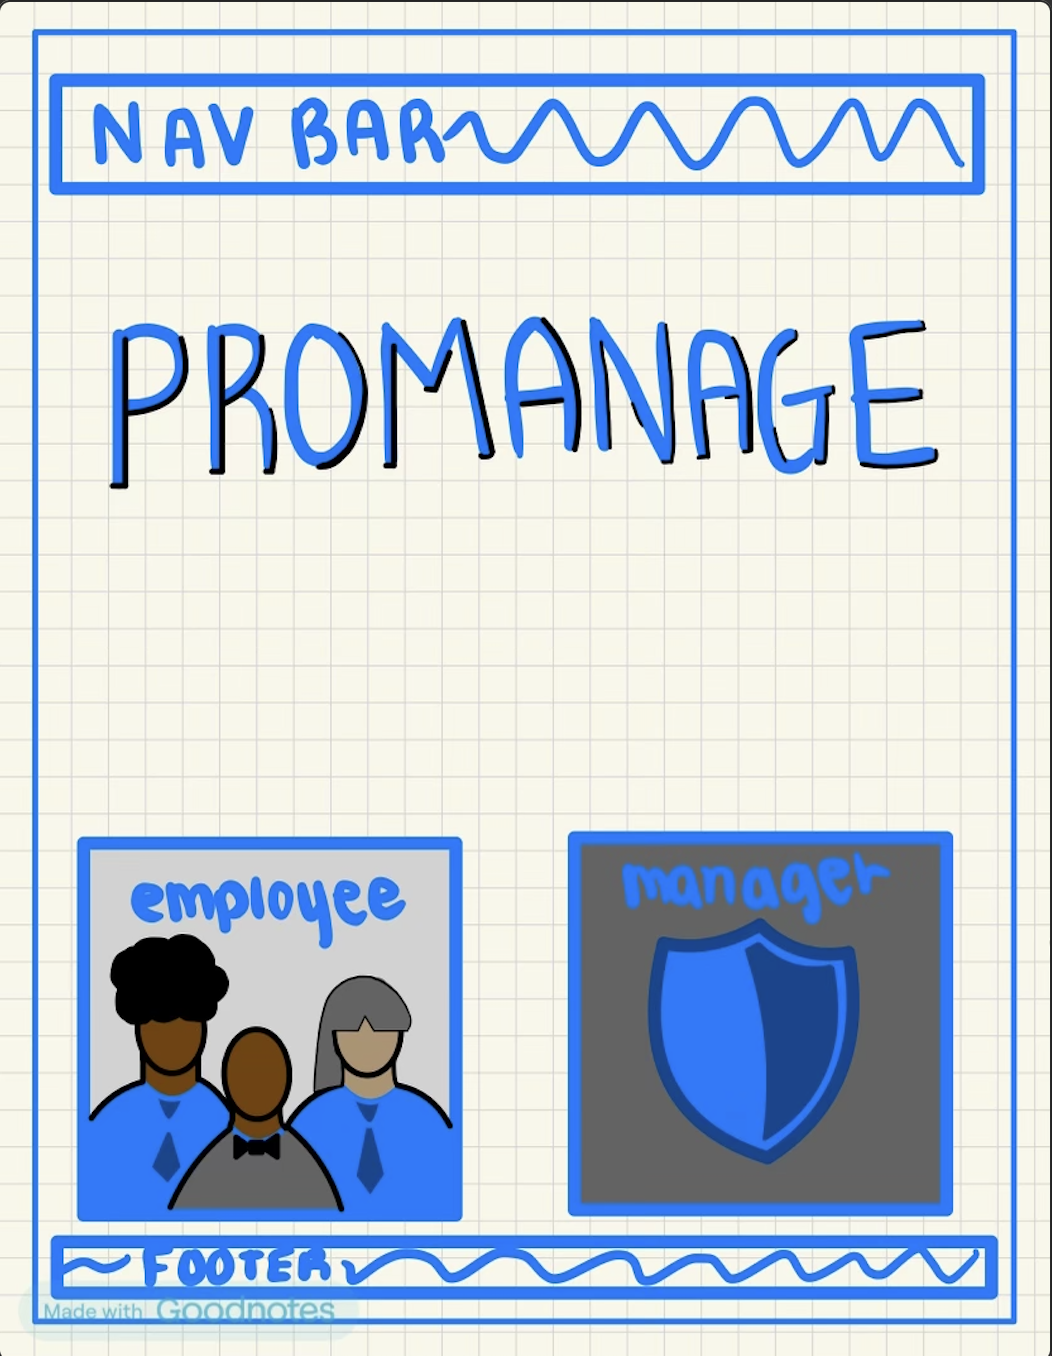 NAV BAR
PROMANAGE
employee
manager
FOOTER
Made with Goodnotes